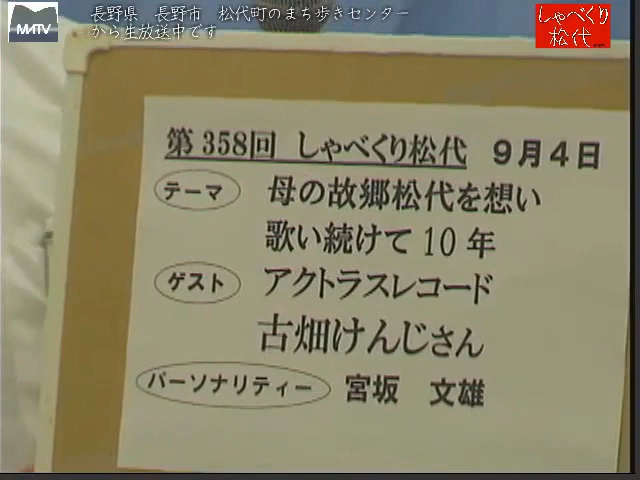 MATV
長野県 長野市 松代町のまち歩きセンター
から生放送中です
しゃべくり
松代
第358回 しゃべくり松代 9月4日
テーマ 母の故郷松代を想い
歌い続けて10年
ゲスト アクトラスレコード
古畑けんじさん
パーソナリティー 宮坂 文雄